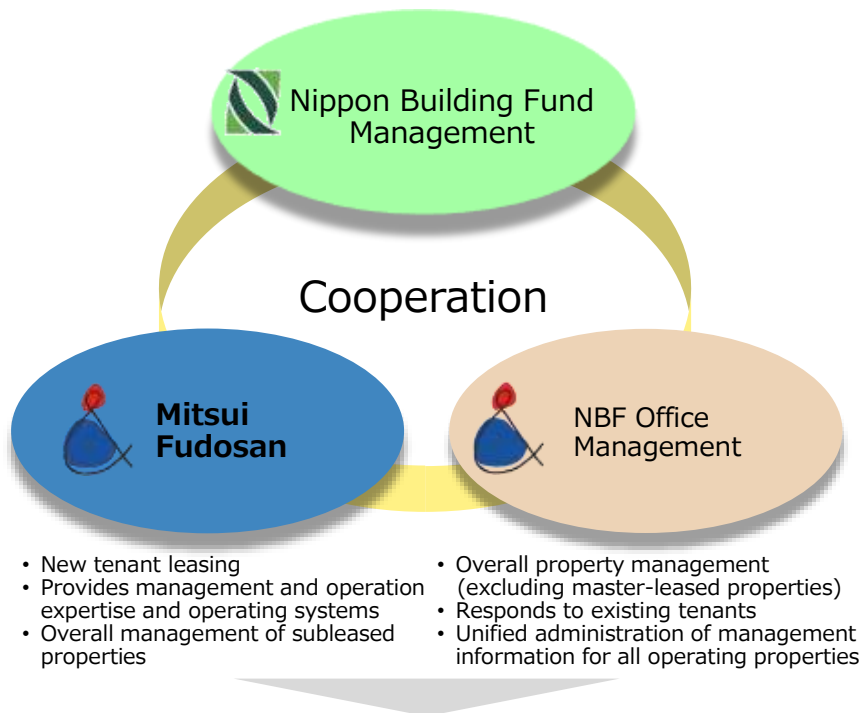 Nippon Building Fund
Management
Cooperation
Mitsui
Fudosan
NBF Office
Management
• New tenant leasing
• Provides management and operation
expertise and operating systems
• Overall management of subleased
properties
• Overall property management
(excluding master-leased properties)
• Responds to existing tenants
• Unified administration of management
information for all operating properties